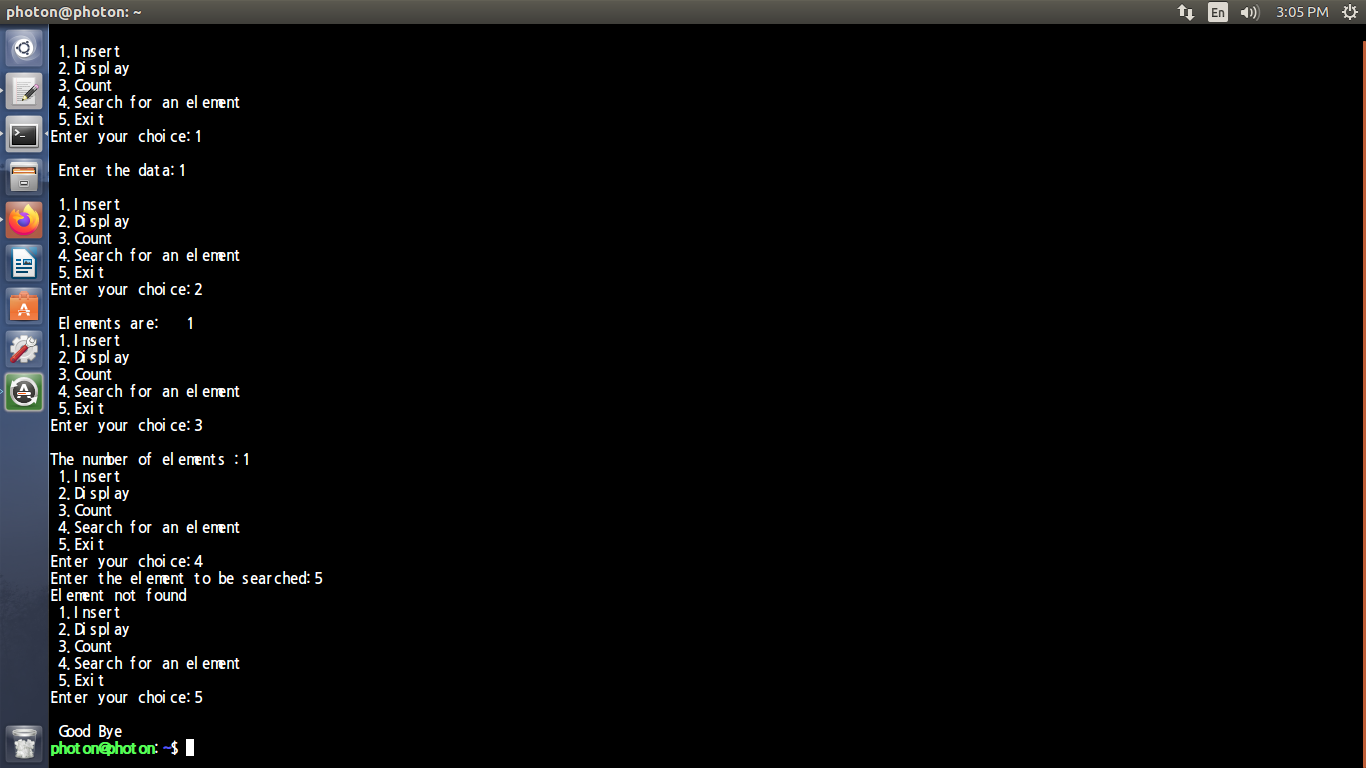 photon@photon: ~
En
3:05 PM
1.Insert
2.Display
3.Count
4.Search for an element
5.Exit
Enter your choice:1
Enter the data:1
1.Insert
2.Display
3.Count
4.Search for an element
5.Exit
Enter your choice:2
Elements are:   1
1.Insert
2.Display
3.Count
4.Search for an element
5.Exit
Enter your choice:3
The number of elements :1
1.Insert
2.Display
3.Count
4.Search for an element
5.Exit
Enter your choice:4
Enter the element to be searched:5
Element not found
1.Insert
2.Display
3.Count
4.Search for an element
5.Exit
Enter your choice:5
Good Bye
photon@photon:~$